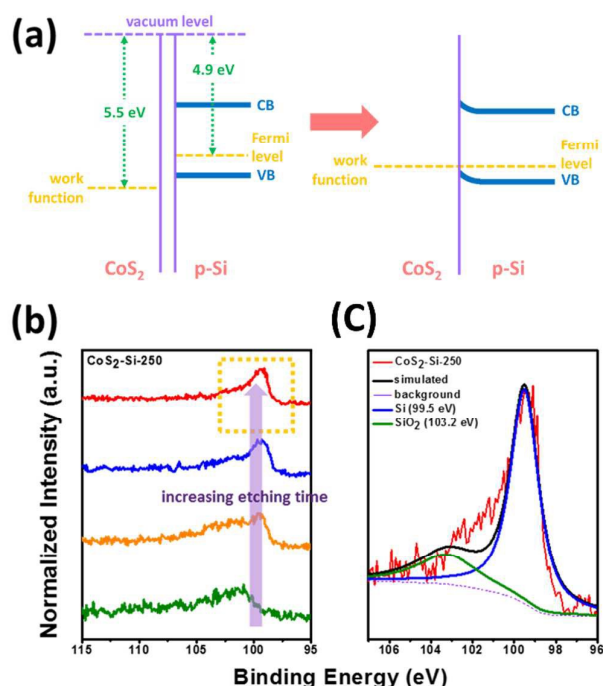 (a)
vacuum level
4.9 eV
5.5 eV
CB
Fermi
level
work
function
VB
CoS₂
p-Si
CB
Fermi
level
work
function
VB
CoS₂
p-Si
(b)
CoS₂-Si-250
increasing etching time
115 110 105 100 95
Normalized Intensity (a.u.)
(C)
CoS₂-Si-250
simulated
background
Si (99.5 eV)
SiO₂ (103.2 eV)
106 104 102 100 98 96
Binding Energy (eV)